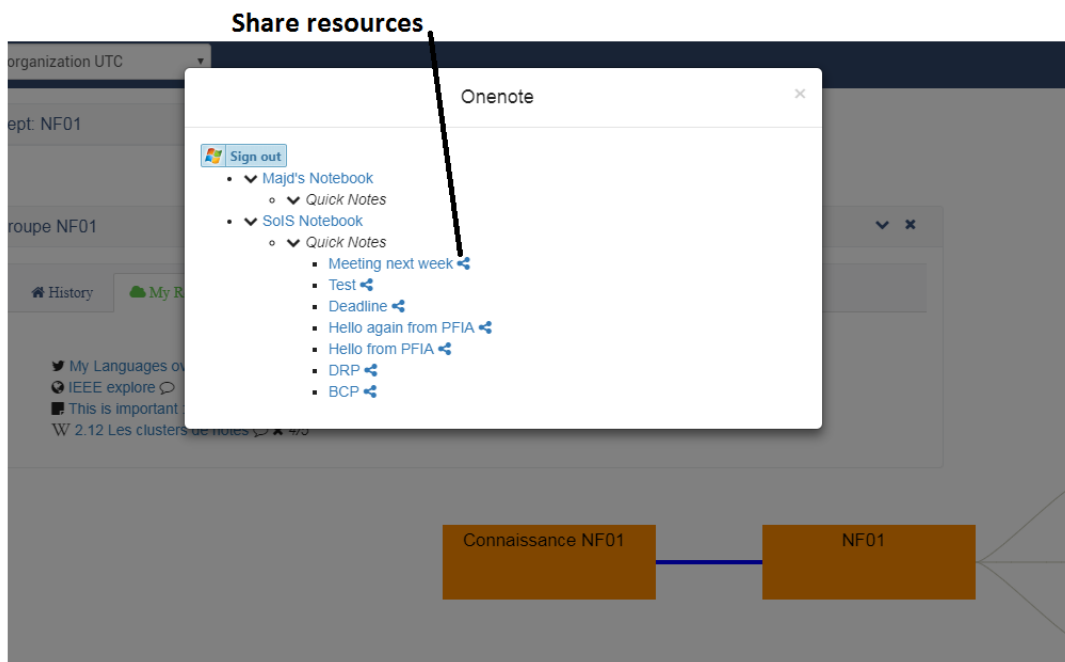 Share resources
organization UTC
Onenote
×
ept: NF01
Sign out
Majd's Notebook
Quick Notes
SoIS Notebook
Quick Notes
roupe NF01
Meeting next week
Test
Deadline
Hello again from PFIA
Hello from PFIA
DRP
BCP
History
My R
My Languages ov
IEEE explore
This is important :
W 2.12 Les clusters de notes 4/5
Connaissance NF01
NF01